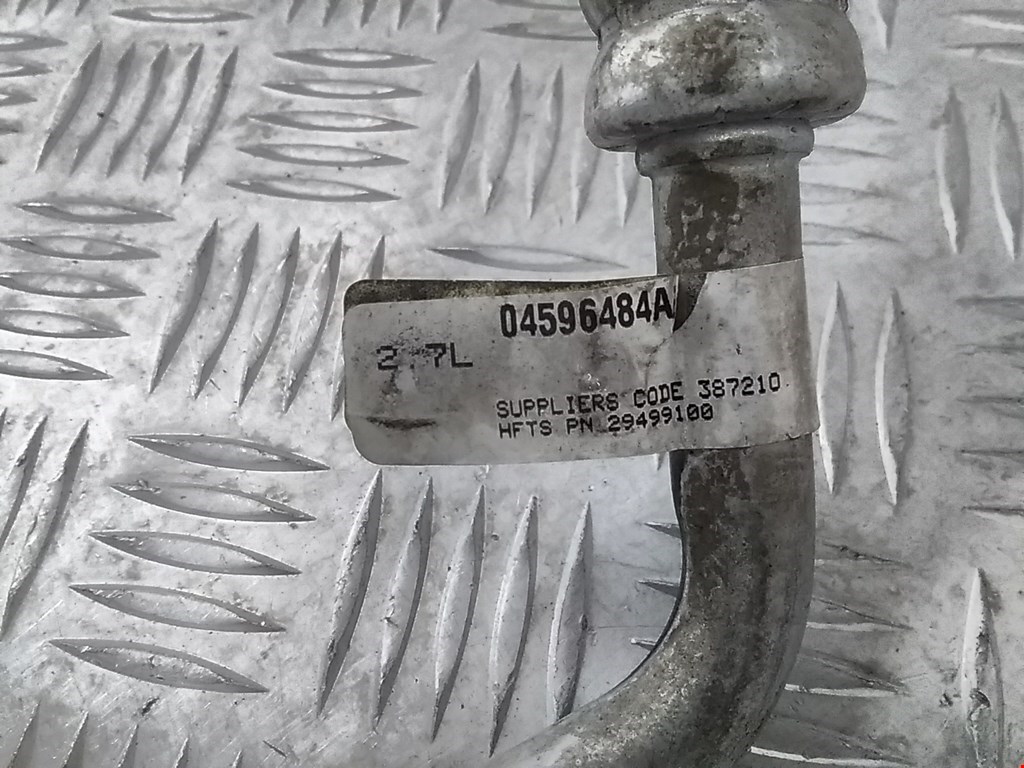 04596484A
2.7L
SUPPLIERS CODE 387210
HFTS PN 29499100